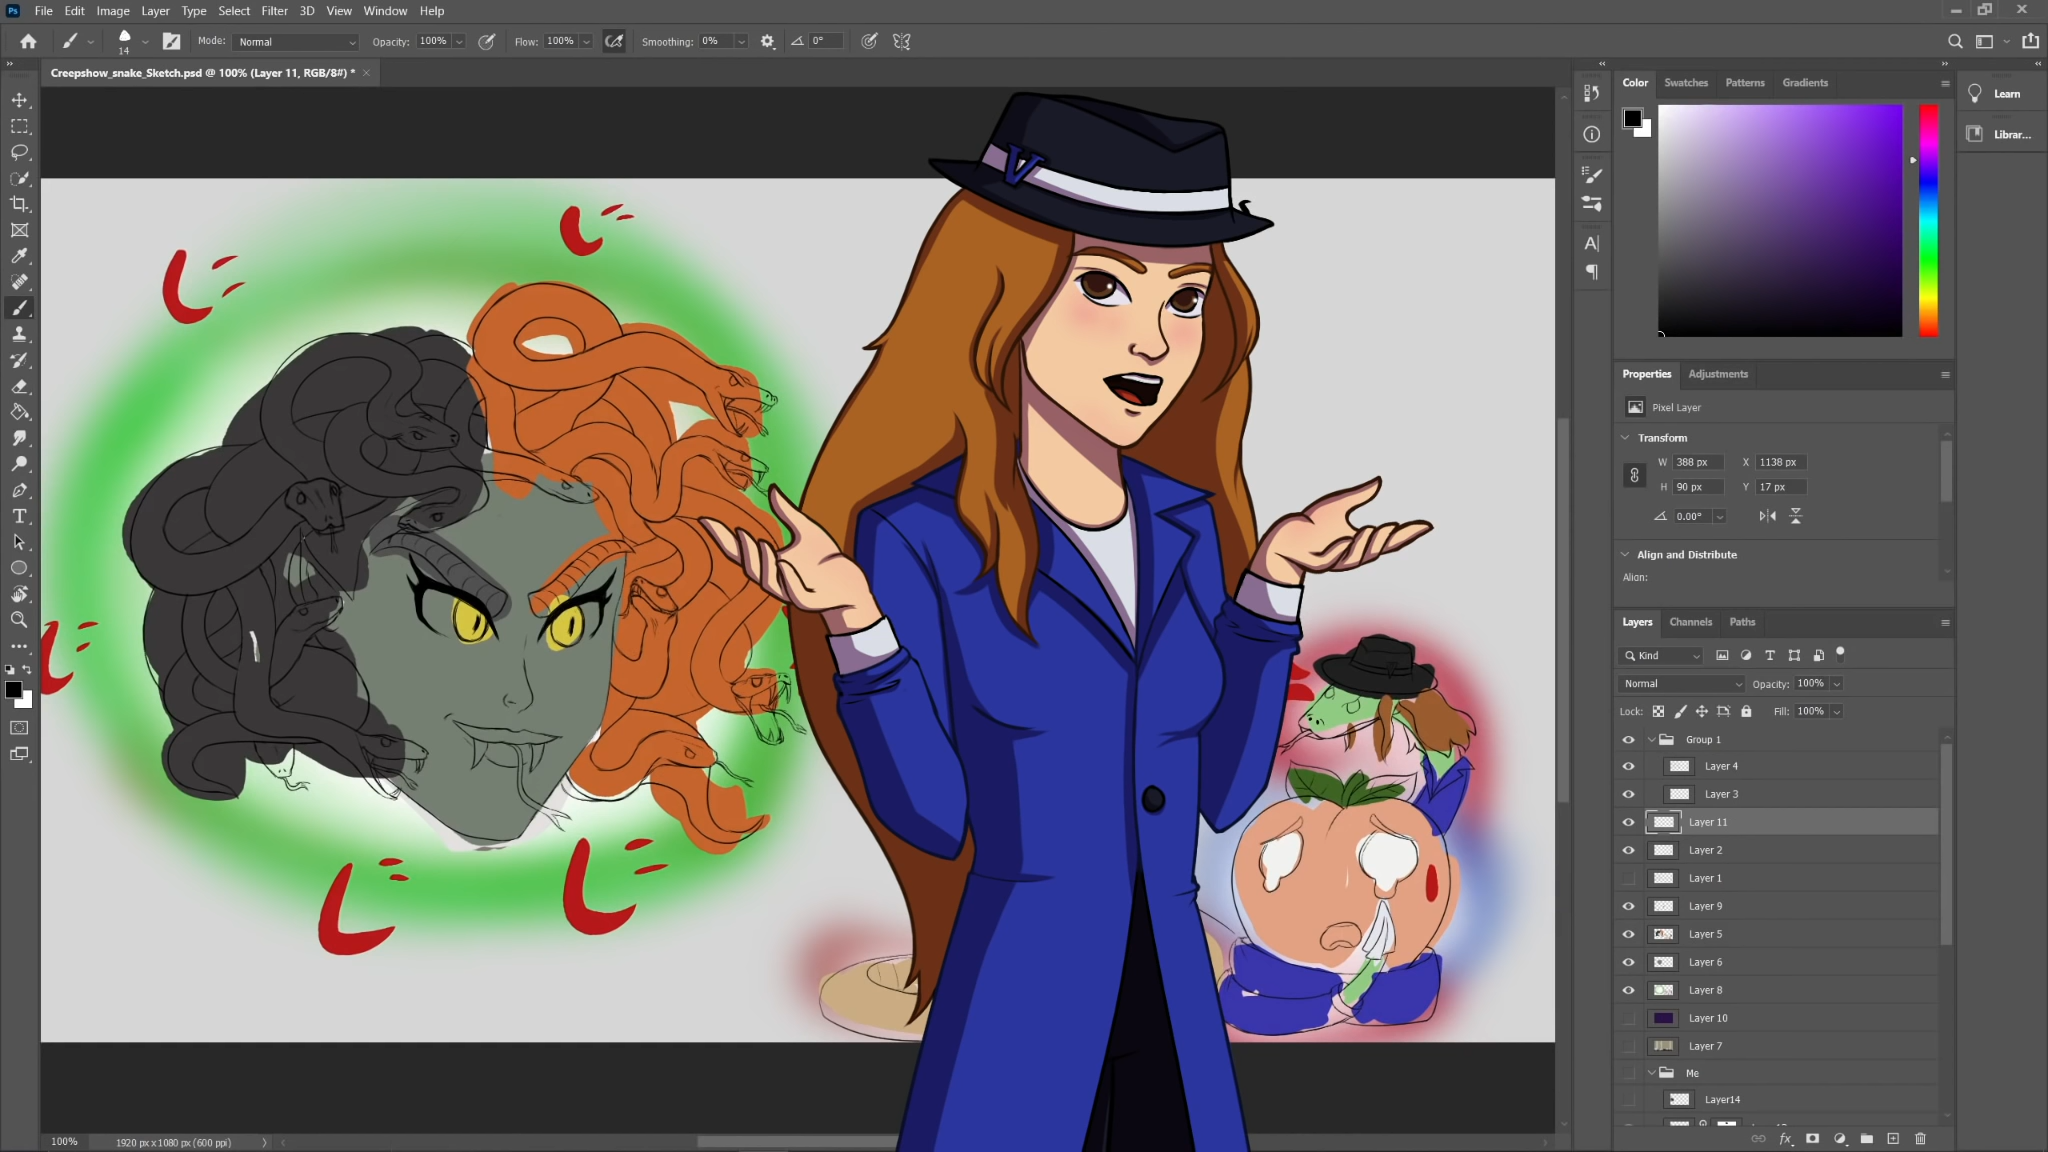 Ps File Edit Image Layer Type Select Filter 3D View Window Help
14 Mode: Normal Opacity: 100% Flow: 100% Smoothing: 0% 0°
Creepshow_snake_Sketch.psd @ 100% (Layer 11, RGB/8#) *
V
Color Swatches Patterns Gradients
Learn
Librar...
Properties Adjustments
Pixel Layer
Transform
W 388 px X 1138 px
H 90 px Y 17 px
0.00°
Align and Distribute
Align:
Layers Channels Paths
Kind
Normal Opacity: 100%
Lock: Fill: 100%
Group 1
Layer 4
Layer 3
Layer 11
Layer 2
Layer 1
Layer 9
Layer 5
Layer 6
Layer 8
Layer 10
Layer 7
Me
Layer14
fx
100% 1920 px x 1080 px (600 ppi)